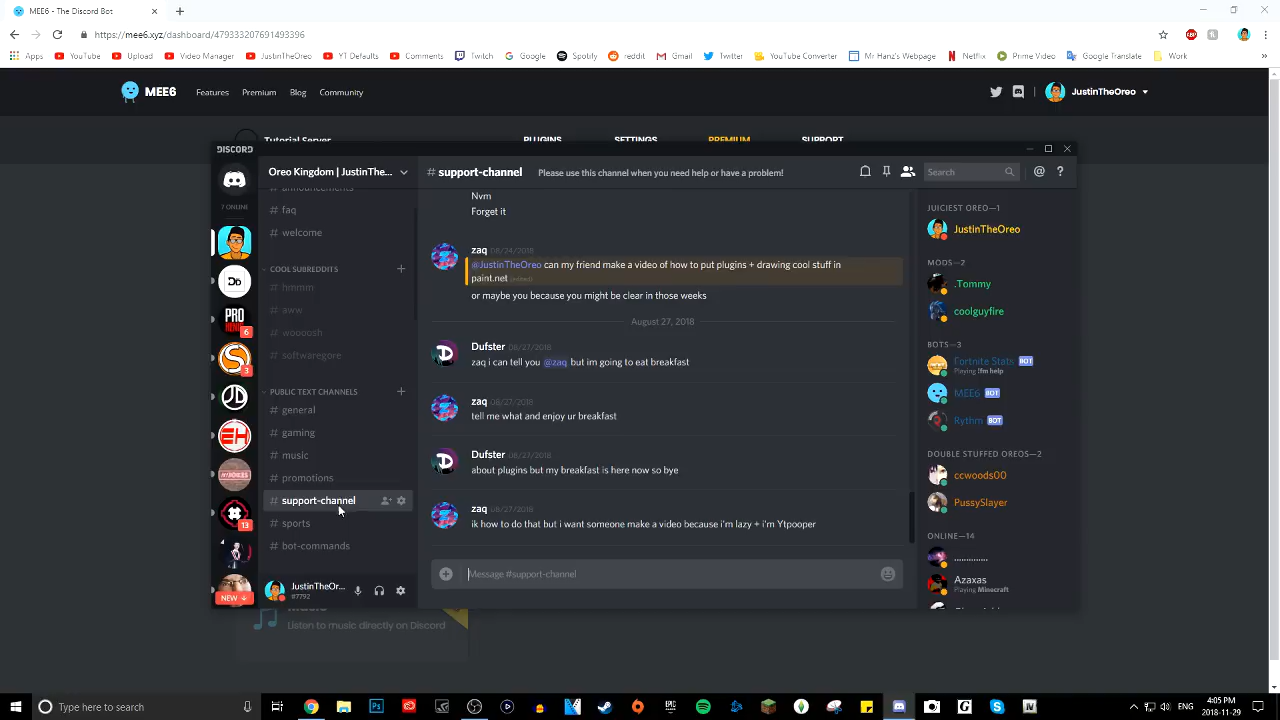 MEE6 - The Discord Bot
https://mee6.xyz/dashboard/479333207691493396
Apps
YouTube
Upload
Video Manager
JustinTheOreo
YT Defaults
Comments
Twitch
Google
Spotify
reddit
Gmail
Twitter
YouTube Converter
Mr Hanz's Webpage
Netflix
Prime Video
Google Translate
Work
MEE6
Features
Premium
Blog
Community
JustinTheOreo
Tutorial Server
PLUGINS
SETTINGS
PREMIUM
SUPPORT
DISCORD
7 ONLINE
6
3
13
NEW
Oreo Kingdom | JustinThe...
announcements
# faq
# welcome
COOL SUBREDDITS
# hmmm
# aww
# woooosh
# softwaregore
PUBLIC TEXT CHANNELS
# general
# gaming
# music
# promotions
# support-channel
# sports
# bot-commands
JustinTheOr...
#7792
# support-channel
Please use this channel when you need help or have a problem!
Search
Nvm
Forget it
zaq 08/24/2018
@JustinTheOreo can my friend make a video of how to put plugins + drawing cool stuff in
paint.net (edited)
or maybe you because you might be clear in those weeks
August 27, 2018
Dufster 08/27/2018
zaq i can tell you @zaq but im going to eat breakfast
zaq 08/27/2018
tell me what and enjoy ur breakfast
Dufster 08/27/2018
about plugins but my breakfast is here now so bye
zaq 08/27/2018
ik how to do that but i want someone make a video because i'm lazy + i'm Ytpooper
Message #support-channel
JUICIEST OREO—1
JustinTheOreo
MODS—2
.Tommy
coolguyfire
BOTS—3
Fortnite Stats BOT
Playing !fm help
MEE6 BOT
Rythm BOT
DOUBLE STUFFED OREOS—2
ccwoods00
PussySlayer
ONLINE—14
..............
Azaxas
Playing Minecraft
Listen to music directly on Discord
Type here to search
ENG
4:05 PM
2018-11-29